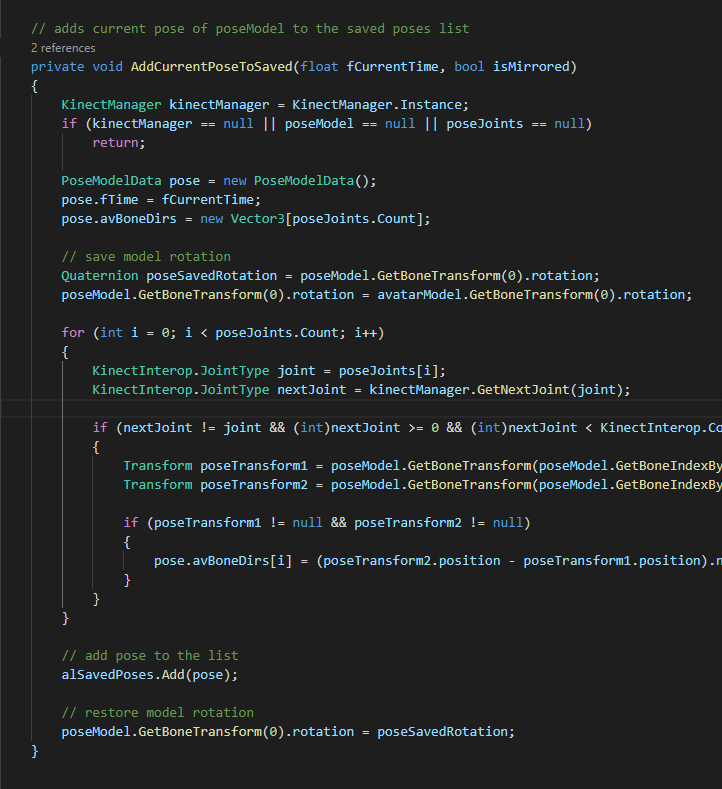 // adds current pose of poseModel to the saved poses list
2 references
private void AddCurrentPoseToSaved(float fCurrentTime, bool isMirrored)
{
KinectManager kinectManager = KinectManager.Instance;
if (kinectManager == null || poseModel == null || poseJoints == null)
return;
PoseModelData pose = new PoseModelData();
pose.fTime = fCurrentTime;
pose.avBoneDirs = new Vector3[poseJoints.Count];
// save model rotation
Quaternion poseSavedRotation = poseModel.GetBoneTransform(0).rotation;
poseModel.GetBoneTransform(0).rotation = avatarModel.GetBoneTransform(0).rotation;
for (int i = 0; i < poseJoints.Count; i++)
{
KinectInterop.JointType joint = poseJoints[i];
KinectInterop.JointType nextJoint = kinectManager.GetNextJoint(joint);
if (nextJoint != joint && (int)nextJoint >= 0 && (int)nextJoint < KinectInterop.Co
{
Transform poseTransform1 = poseModel.GetBoneTransform(poseModel.GetBoneIndexBy
Transform poseTransform2 = poseModel.GetBoneTransform(poseModel.GetBoneIndexBy
if (poseTransform1 != null && poseTransform2 != null)
{
pose.avBoneDirs[i] = (poseTransform2.position - poseTransform1.position).n
}
}
}
// add pose to the list
alSavedPoses.Add(pose);
// restore model rotation
poseModel.GetBoneTransform(0).rotation = poseSavedRotation;
}